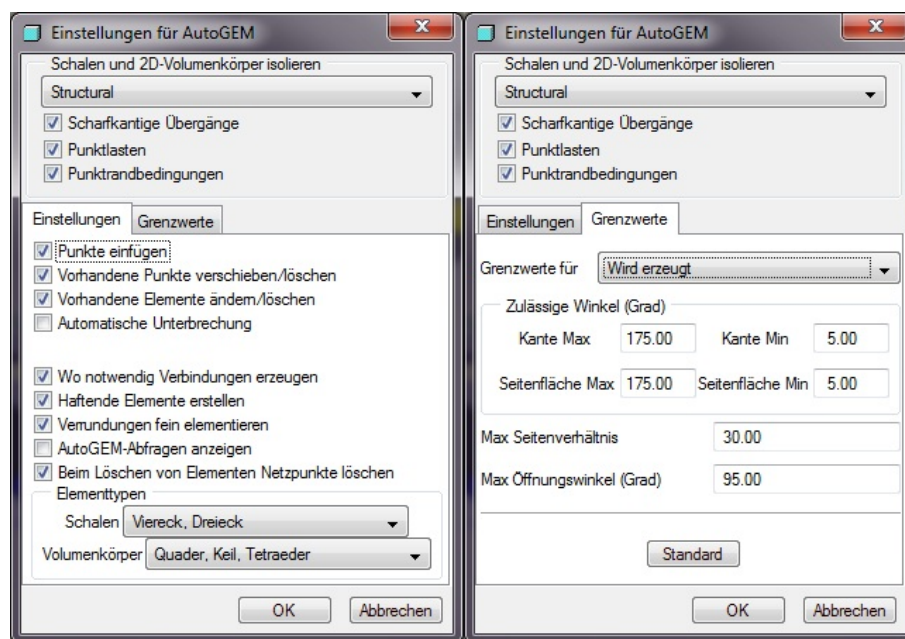 Einstellungen für AutoGEM
Schalen und 2D-Volumenkörper isolieren
Structural
Scharfkantige Übergänge
Punktlasten
Punktrandbedingungen
Einstellungen Grenzwerte
Punkte einfügen
Vorhandene Punkte verschieben/löschen
Vorhandene Elemente ändern/löschen
Automatische Unterbrechung
Wo notwendig Verbindungen erzeugen
Haftende Elemente erstellen
Verrundungen fein elementieren
AutoGEM-Abfragen anzeigen
Beim Löschen von Elementen Netzpunkte löschen
Elementtypen
Schalen Viereck, Dreieck
Volumenkörper Quader, Keil, Tetraeder
OK Abbrechen
Einstellungen für AutoGEM
Schalen und 2D-Volumenkörper isolieren
Structural
Scharfkantige Übergänge
Punktlasten
Punktrandbedingungen
Einstellungen Grenzwerte
Grenzwerte für Wird erzeugt
Zulässige Winkel (Grad)
Kante Max 175.00 Kante Min 5.00
Seitenfläche Max 175.00 Seitenfläche Min 5.00
Max Seitenverhältnis 30.00
Max Öffnungswinkel (Grad) 95.00
Standard
OK Abbrechen